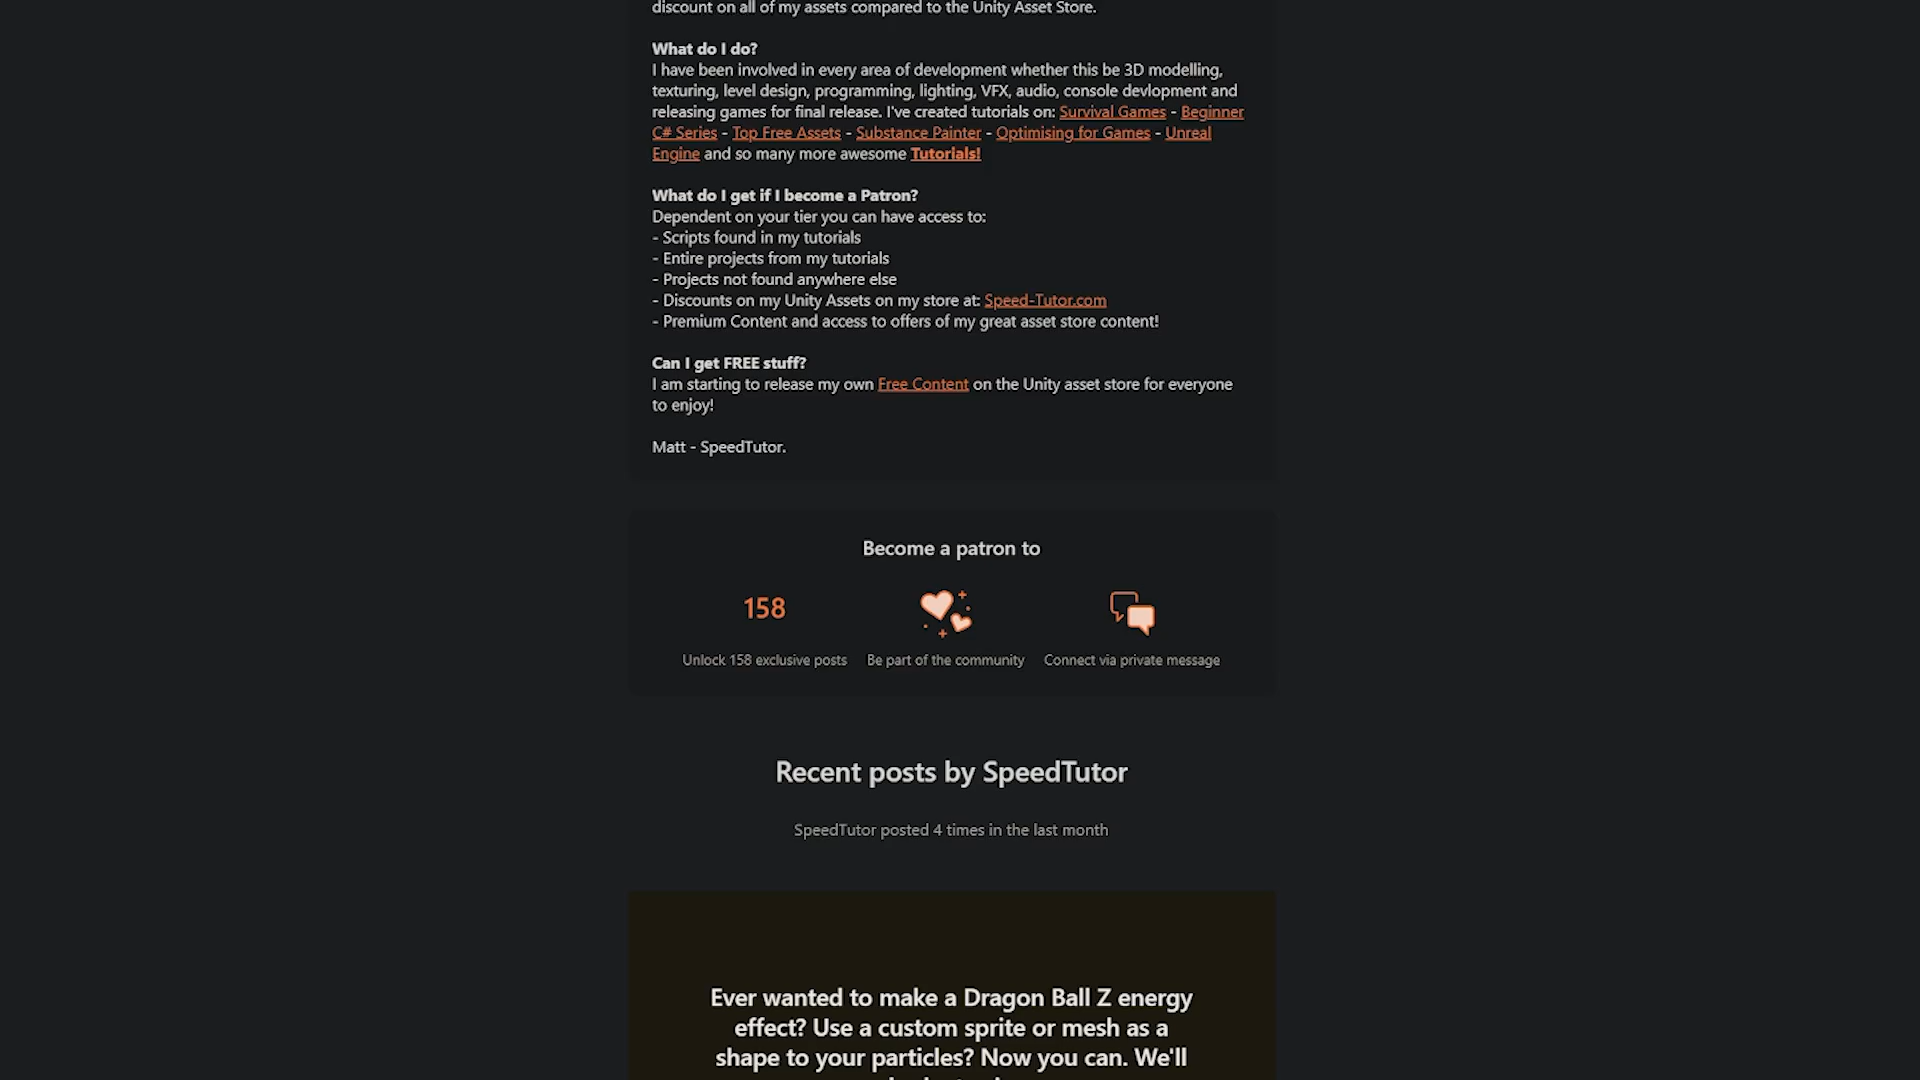 discount on all of my assets compared to the Unity Asset Store.
What do I do?
I have been involved in every area of development whether this be 3D modelling,
texturing, level design, programming, lighting, VFX, audio, console devlopment and
releasing games for final release. I've created tutorials on: Survival Games - Beginner
C# Series - Top Free Assets - Substance Painter - Optimising for Games - Unreal
Engine and so many more awesome Tutorials!
What do I get if I become a Patron?
Dependent on your tier you can have access to:
- Scripts found in my tutorials
- Entire projects from my tutorials
- Projects not found anywhere else
- Discounts on my Unity Assets on my store at: Speed-Tutor.com
- Premium Content and access to offers of my great asset store content!
Can I get FREE stuff?
I am starting to release my own Free Content on the Unity asset store for everyone
to enjoy!
Matt - SpeedTutor.
Become a patron to
158
Unlock 158 exclusive posts
Be part of the community
Connect via private message
Recent posts by SpeedTutor
SpeedTutor posted 4 times in the last month
Ever wanted to make a Dragon Ball Z energy
effect? Use a custom sprite or mesh as a
shape to your particles? Now you can. We'll